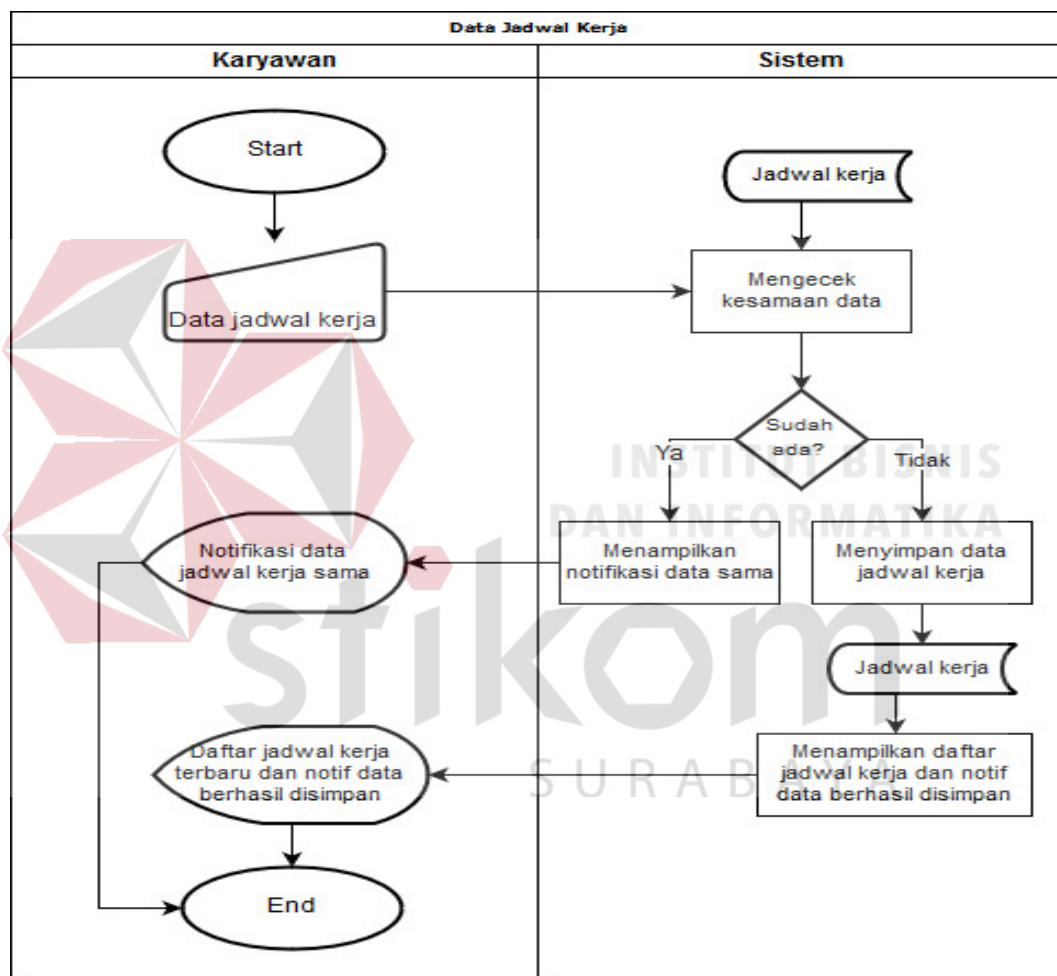 Data Jadwal Kerja
Karyawan
Sistem
Start
Jadwal kerja
Data jadwal kerja
Mengecek
kesamaan data
Sudah
ada?
Ya
Tidak
INSTITUT BISNIS
DAN INFORMATIKA
Notifikasi data
jadwal kerja sama
Menampilkan
notifikasi data sama
Menyimpan data
jadwal kerja
stikom
Jadwal kerja
Daftar jadwal kerja
terbaru dan notif data
berhasil disimpan
Menampilkan daftar
jadwal kerja dan notif
data berhasil disimpan
SURABAYA
End